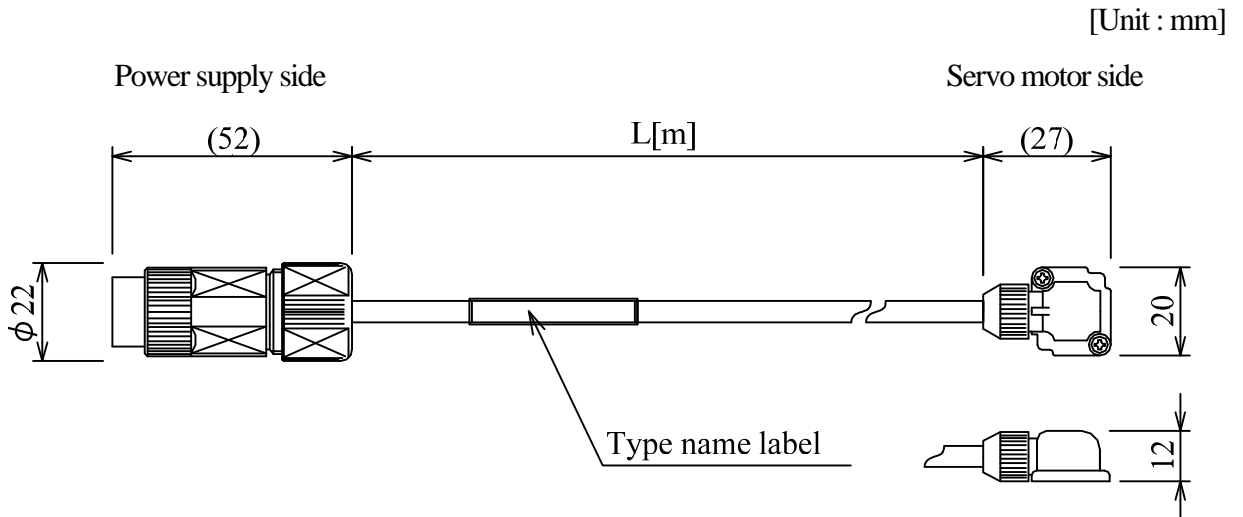 [Unit : mm]
Power supply side
Servo motor side
(52)
L[m]
(27)
ϕ22
20
Type name label
12